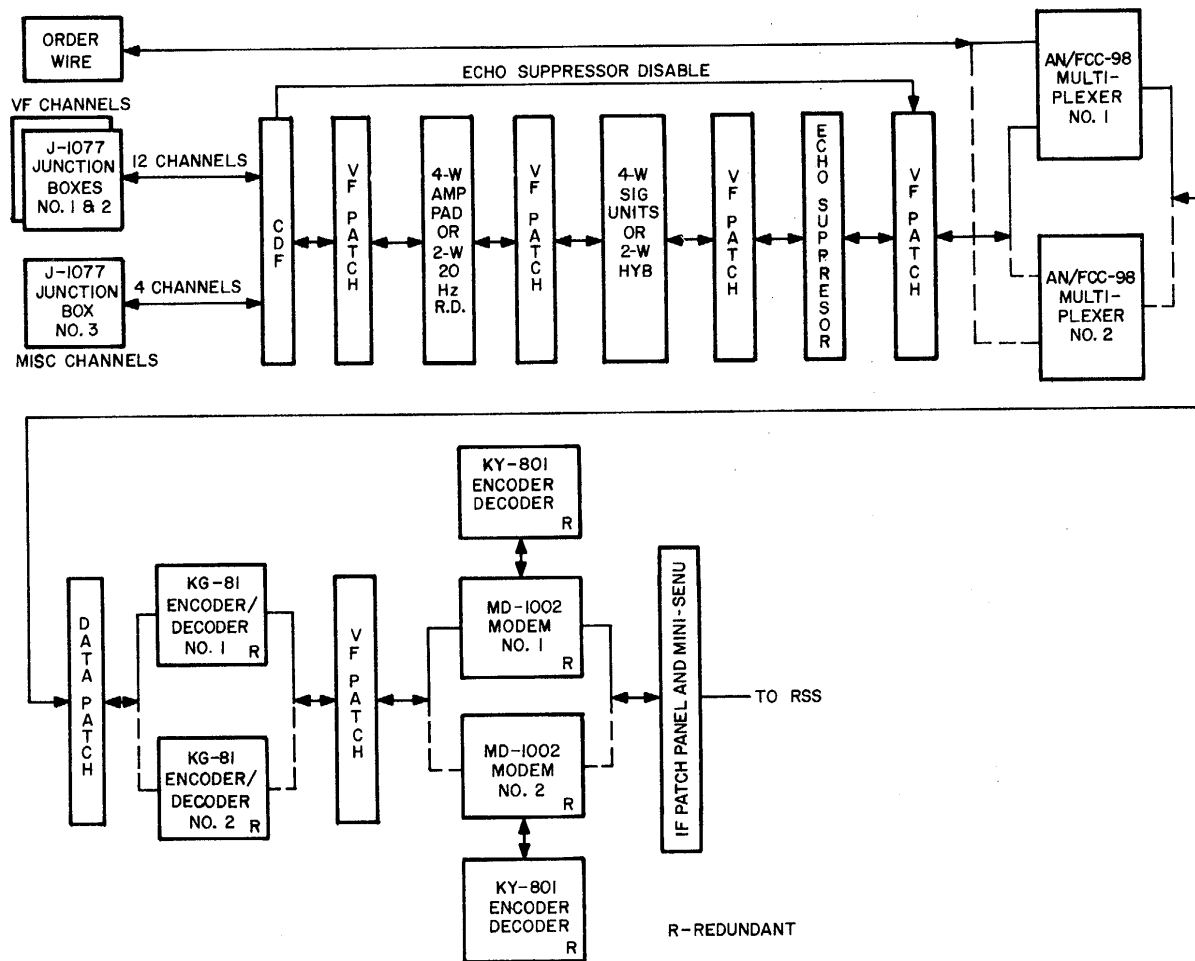 ORDER
WIRE
ECHO SUPPRESSOR DISABLE
AN/FCC-98
MULTI-
PLEXER
NO. 1
VF CHANNELS
J-1077
JUNCTION
BOXES
NO. 1 & 2
12 CHANNELS
J-1077
JUNCTION
BOX
NO. 3
4 CHANNELS
MISC CHANNELS
CDF
VF PATCH
4-W
AMP
PAD
OR
2-W
20
Hz
R.D.
VF PATCH
4-W
SIG
UNITS
OR
2-W
HYB
VF PATCH
ECHO SUPPRESOR
VF PATCH
AN/FCC-98
MULTI-
PLEXER
NO. 2
DATA PATCH
KG-81
ENCODER/
DECODER
NO. 1
R
KG-81
ENCODER/
DECODER
NO. 2
R
VF PATCH
KY-801
ENCODER
DECODER
R
MD-1002
MODEM
NO. 1
R
MD-1002
MODEM
NO. 2
R
KY-801
ENCODER
DECODER
R
IF PATCH PANEL AND MINI-SENU
TO RSS
R-REDUNDANT